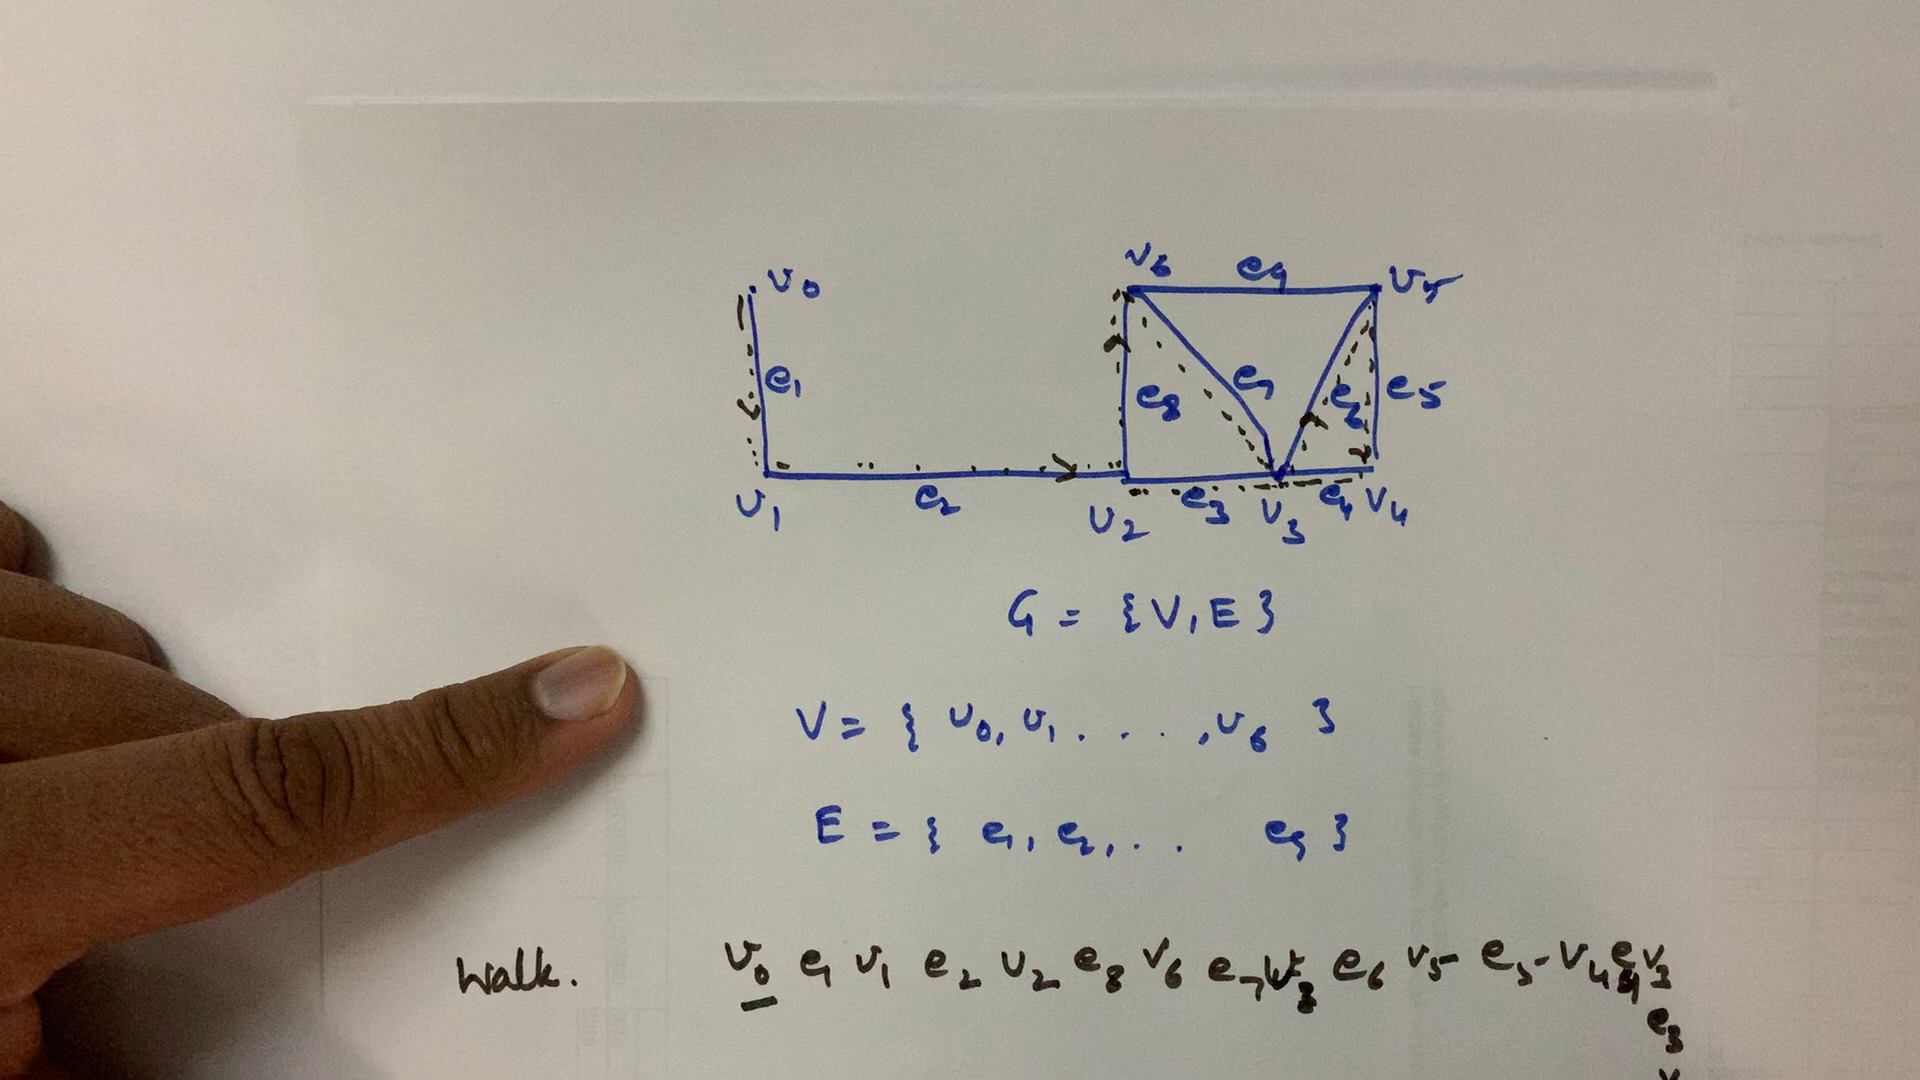 v6 e9 v5
v0
e1 e8 e7 e6 e5
v1 e2 v2 e3 v3 e4 v4
G = {V, E}
V = { v0, v1 . . . . , v6 }
E = { e1, e2, . . . e9 }
Walk. v0 e1 v1 e2 v2 e8 v6 e7 v3 e6 v5 e5 v4 e4 v3
e3